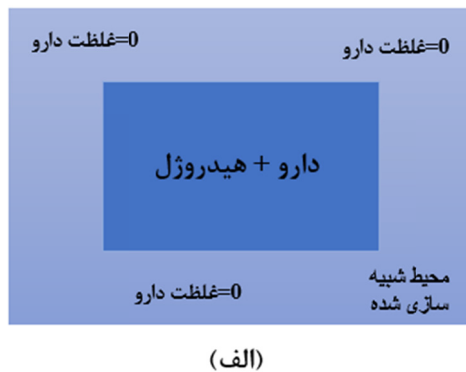 غلظت دارو=0
غلظت دارو=0
دارو + هیدروژل
محیط شبیه
سازی شده
غلظت دارو=0
(الف)